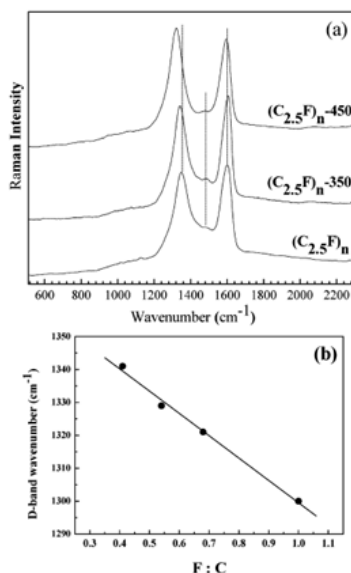 (a)
Raman Intensity
(C2.5F)n-450
(C2.5F)n-350
(C2.5F)n
600 800 1000 1200 1400 1600 1800 2000 2200
Wavenumber (cm-1)
(b)
D-band wavenumber (cm-1)
1350
1340
1330
1320
1310
1300
1290
0.3 0.4 0.5 0.6 0.7 0.8 0.9 1.0 1.1
F : C